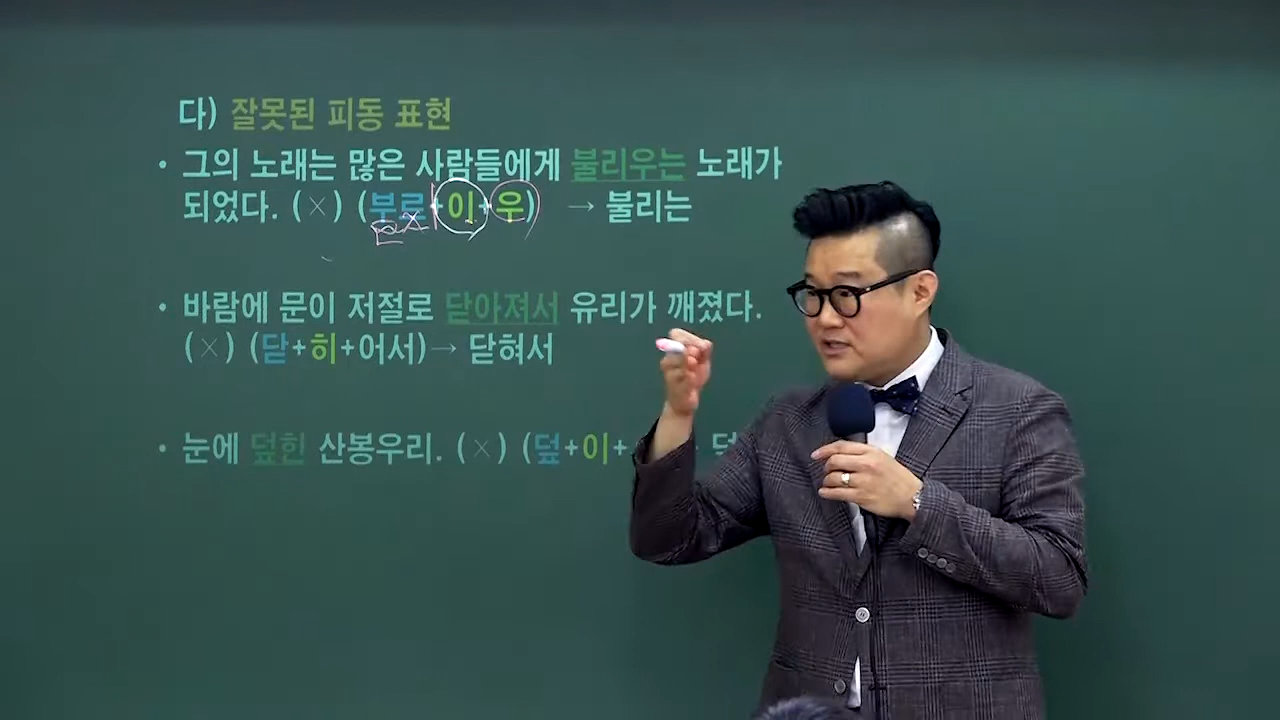 다) 잘못된 피동 표현
• 그의 노래는 많은 사람들에게 불리우는 노래가
되었다. (×) (부르+이+우) → 불리는
• 바람에 문이 저절로 닫아져서 유리가 깨졌다.
(×) (닫+히+어서)→ 닫혀서
• 눈에 덮힌 산봉우리. (×) (덮+이+